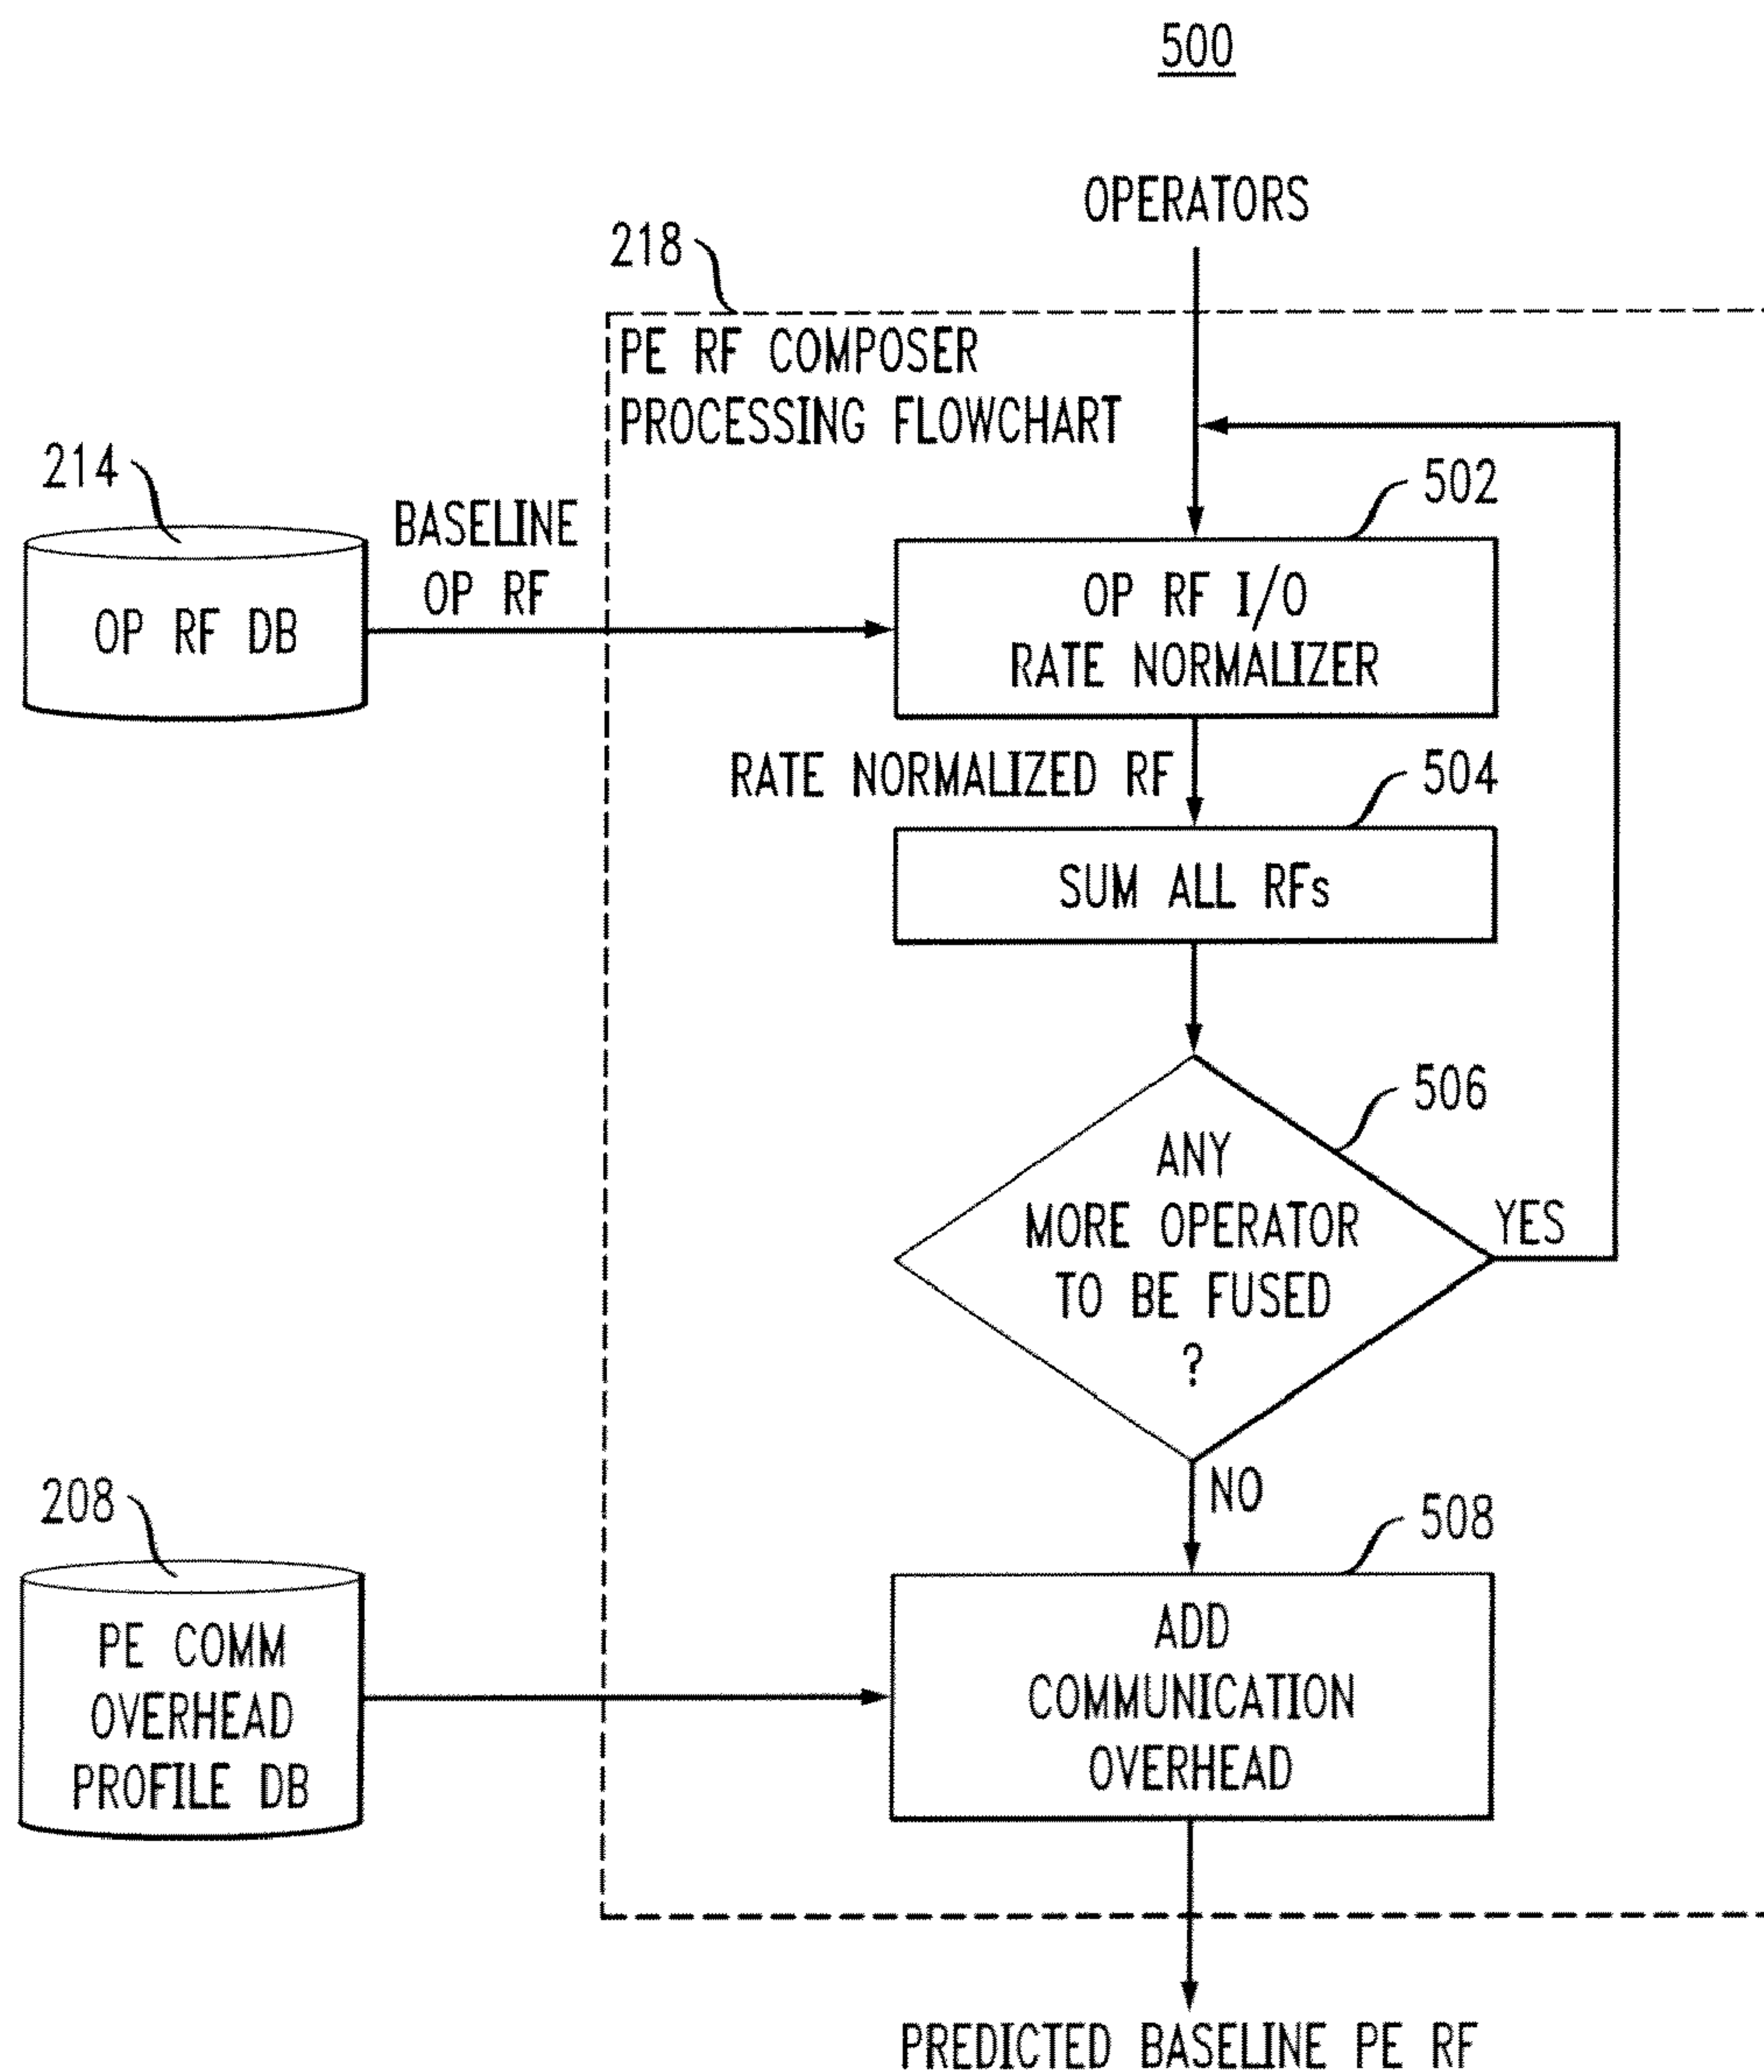 500
OPERATORS
218
PE RF COMPOSER
PROCESSING FLOWCHART
214
BASELINE
OP RF
OP RF DB
502
OP RF I/O
RATE NORMALIZER
RATE NORMALIZED RF
504
SUM ALL RFs
506
ANY
MORE OPERATOR
TO BE FUSED
?
YES
NO
208
PE COMM
OVERHEAD
PROFILE DB
508
ADD
COMMUNICATION
OVERHEAD
PREDICTED BASELINE PE RF